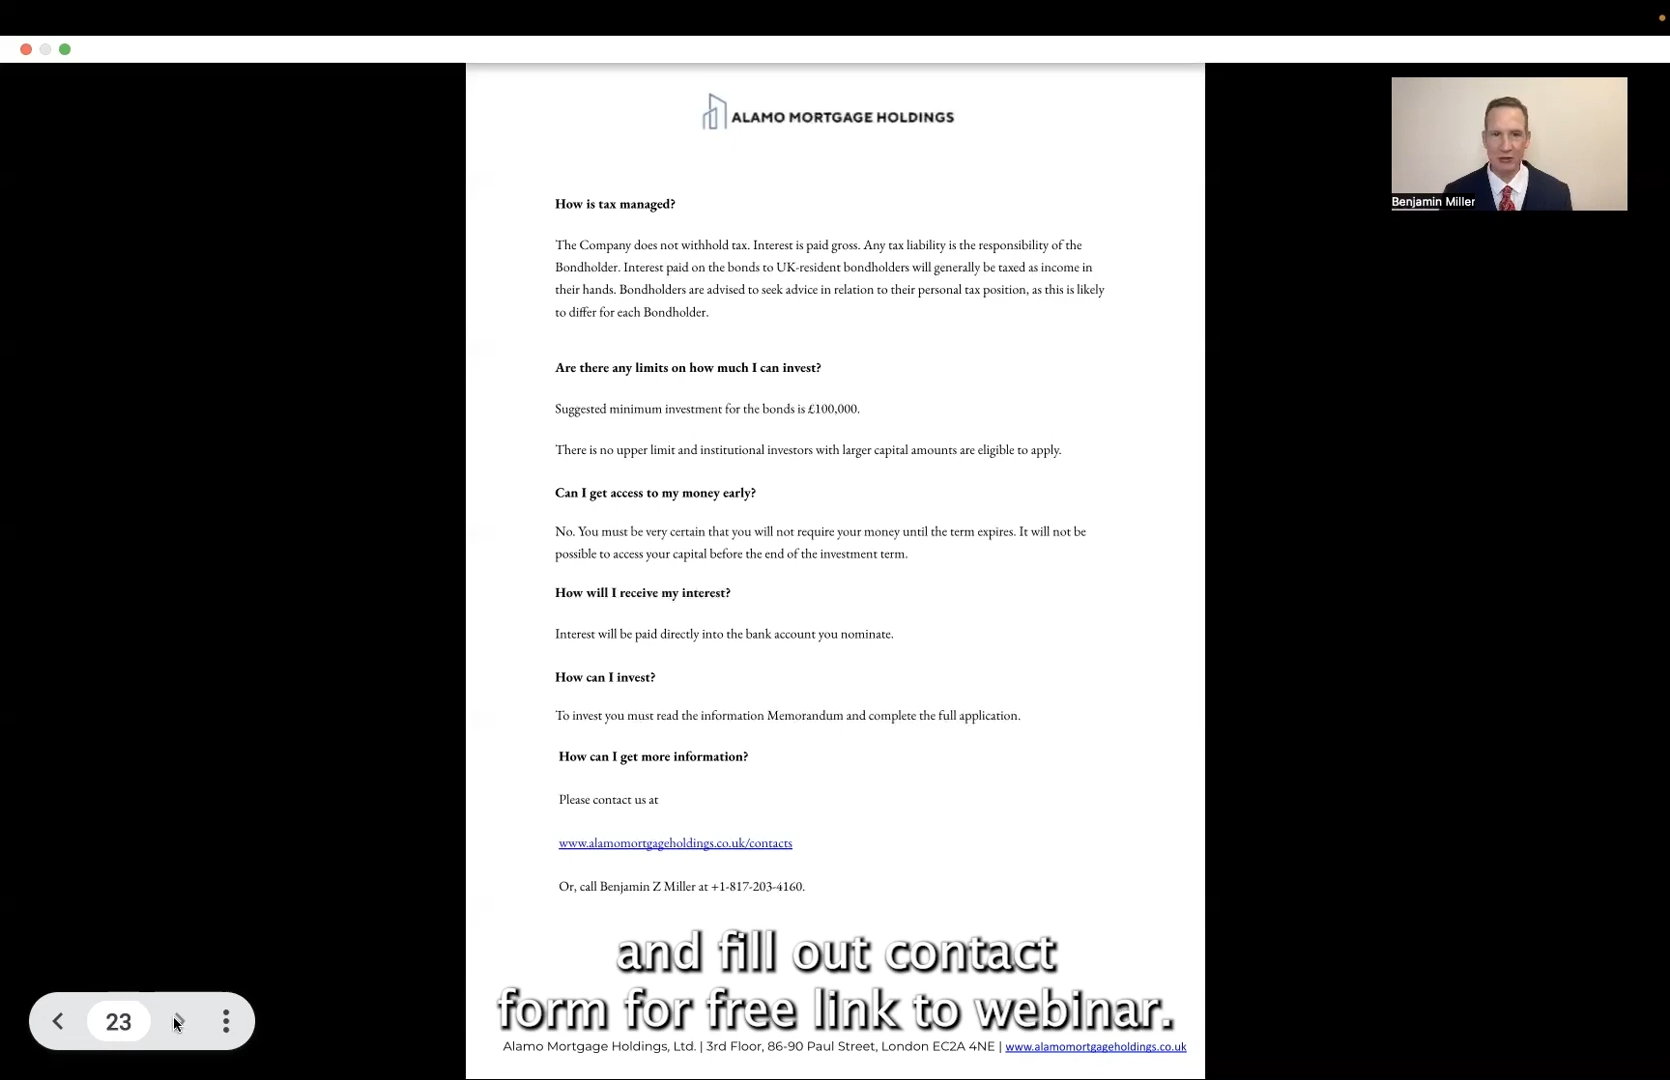 ALAMO MORTGAGE HOLDINGS
Benjamin Miller
How is tax managed?
The Company does not withhold tax. Interest is paid gross. Any tax liability is the responsibility of the
Bondholder. Interest paid on the bonds to UK-resident bondholders will generally be taxed as income in
their hands. Bondholders are advised to seek advice in relation to their personal tax position, as this is likely
to differ for each Bondholder.
Are there any limits on how much I can invest?
Suggested minimum investment for the bonds is £100,000.
There is no upper limit and institutional investors with larger capital amounts are eligible to apply.
Can I get access to my money early?
No. You must be very certain that you will not require your money until the term expires. It will not be
possible to access your capital before the end of the investment term.
How will I receive my interest?
Interest will be paid directly into the bank account you nominate.
How can I invest?
To invest you must read the information Memorandum and complete the full application.
How can I get more information?
Please contact us at
www.alamomortgageholdings.co.uk/contacts
Or, call Benjamin Z Miller at +1-817-203-4160.
and fill out contact
form for free link to webinar.
23
Alamo Mortgage Holdings, Ltd. | 3rd Floor, 86-90 Paul Street, London EC2A 4NE | www.alamomortgageholdings.co.uk